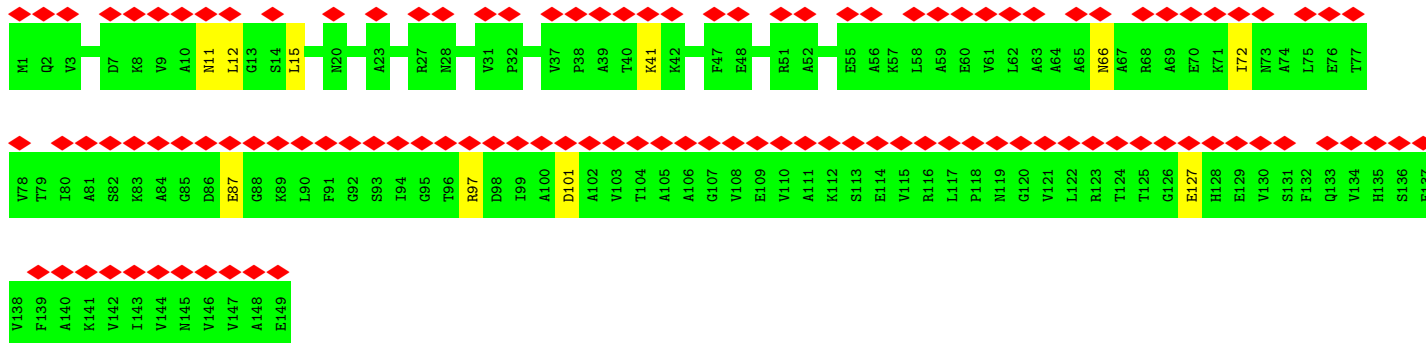 M1 Q2 V3 D7 K8 V9 A10 N11 L12 G13 S14 L15 N20 A23 R27 N28 V31 P32 V37 P38 A39 T40 K41 K42 F47 E48 R51 A52 E55 A56 K57 L58 A59 E60 V61 L62 A63 A64 A65 N66 A67 R68 A69 E70 K71 I72 N73 A74 L75 E76 T77
V78 T79 I80 A81 S82 K83 A84 G85 D86 E87 G88 K89 L90 F91 G92 S93 I94 G95 T96 R97 D98 I99 A100 D101 A102 V103 T104 A105 A106 G107 V108 E109 V110 A111 K112 S113 E114 V115 R116 L117 P118 N119 G120 V121 L122 R123 T124 T125 G126 E127 H128 E129 V130 S131 F132 Q133 V134 H135 S136
V138 F139 A140 K141 V142 I143 V144 N145 V146 V147 A148 E149